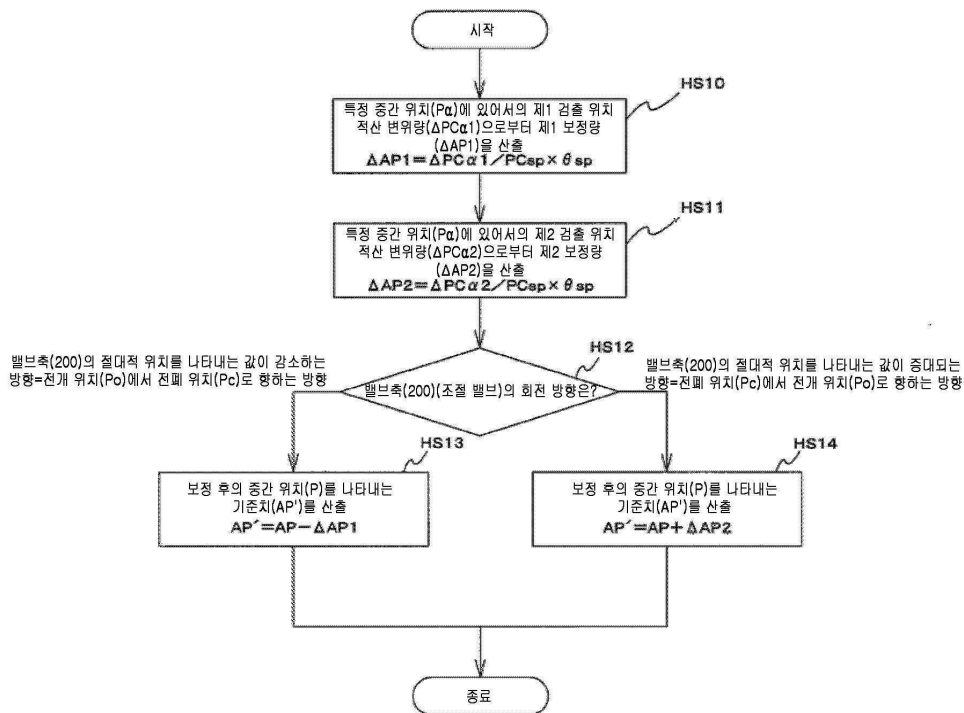 시작
HS10
특정 중간 위치(Pα)에 있어서의 제1 검출 위치
적산 변위량(ΔPCα1)으로부터 제1 보정량
(ΔAP1)을 산출
ΔAP1=ΔPCα1/PCsp×θsp
HS11
특정 중간 위치(Pα)에 있어서의 제2 검출 위치
적산 변위량(ΔPCα2)으로부터 제2 보정량
(ΔAP2)을 산출
ΔAP2=ΔPCα2/PCsp×θsp
밸브축(200)의 절대적 위치를 나타내는 값이 감소하는
방향=전개 위치(Po)에서 전폐 위치(Pc)로 향하는 방향
HS12
밸브축(200)(조절 밸브)의 회전 방향은?
밸브축(200)의 절대적 위치를 나타내는 값이 증대되는
방향=전폐 위치(Pc)에서 전개 위치(Po)로 향하는 방향
HS13
보정 후의 중간 위치(P)를 나타내는
기준치(AP')를 산출
AP´=AP−ΔAP1
HS14
보정 후의 중간 위치(P)를 나타내는
기준치(AP')를 산출
AP´=AP+ΔAP2
종료